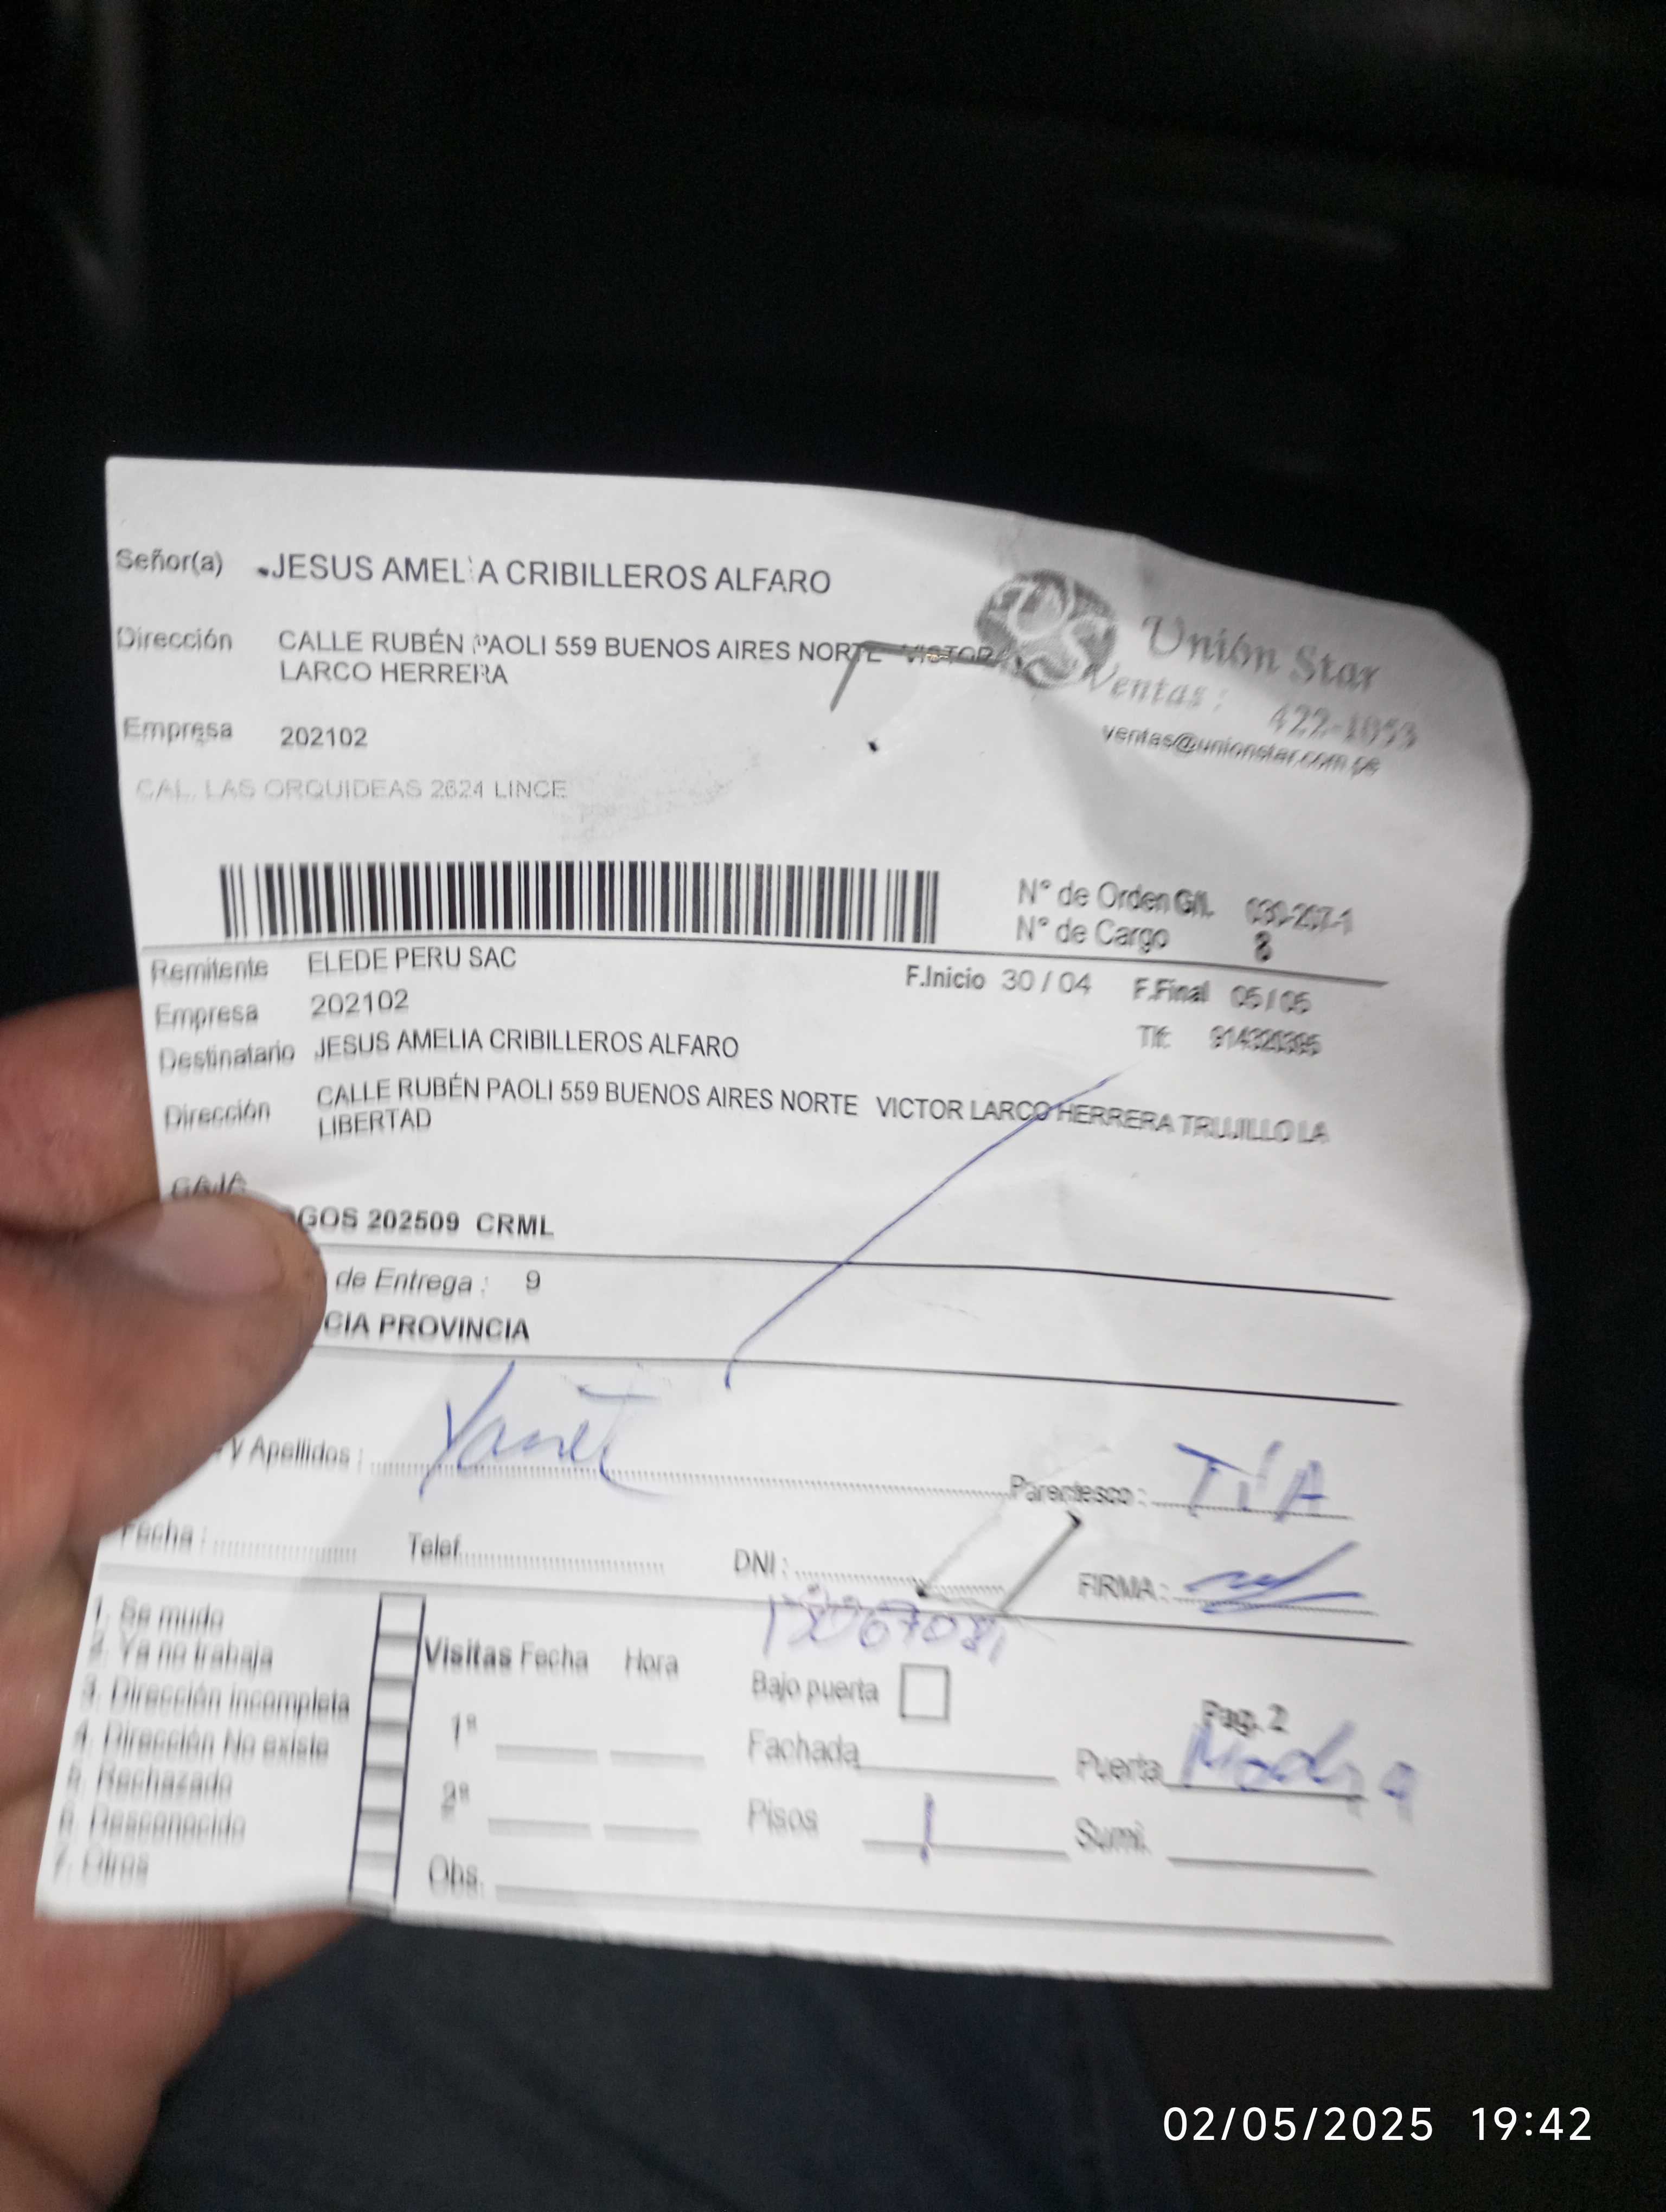 Señor(a) JESUS AMELIA CRIBILLEROS ALFARO
Dirección CALLE RUBÉN PAOLI 559 BUENOS AIRES NORTE VICTOR
LARCO HERRERA
Unión Star
Ventas: 422-1053
ventas@unionstar.com.pe
Empresa 202102
CAL. LAS ORQUIDEAS 2624 LINCE
N° de Orden G/L
N° de Cargo 8
Remitente ELEDE PERU SAC
F.Inicio 30 / 04 F.Final 05 / 05
Empresa 202102
Tlf:
Destinatario JESUS AMELIA CRIBILLEROS ALFARO
Dirección CALLE RUBÉN PAOLI 559 BUENOS AIRES NORTE VICTOR LARCO HERRERA TRUJILLO LA
LIBERTAD
CAJA
OGOS 202509 CRML
de Entrega : 9
CIA PROVINCIA
y Apellidos : Yanet Parentesco : TIA
Fecha : Telef. DNI : FIRMA :
1. Se mudo
2. Ya no trabaja
3. Dirección incompleta
4. Dirección No existe
5. Rechazado
6. Desconocido
7. Otros
Visitas Fecha Hora
1ª
2ª
Obs.
Bajo puerta
Pag. 2
Fachada Puerta
Pisos 1 Sumi.
02/05/2025 19:42